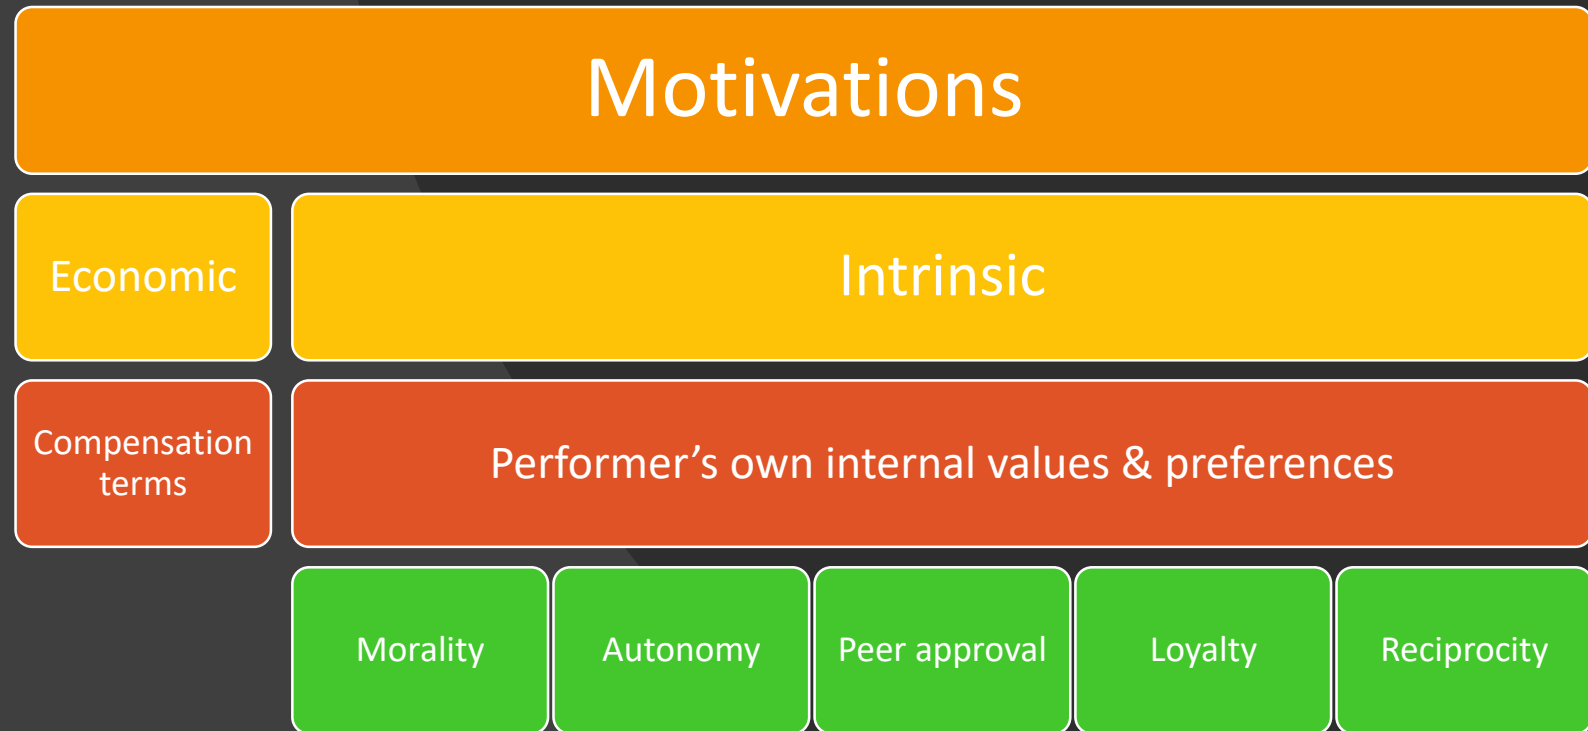 Motivations
Economic
Intrinsic
Compensation
terms
Performer’s own internal values & preferences
Morality
Autonomy
Peer approval
Loyalty
Reciprocity